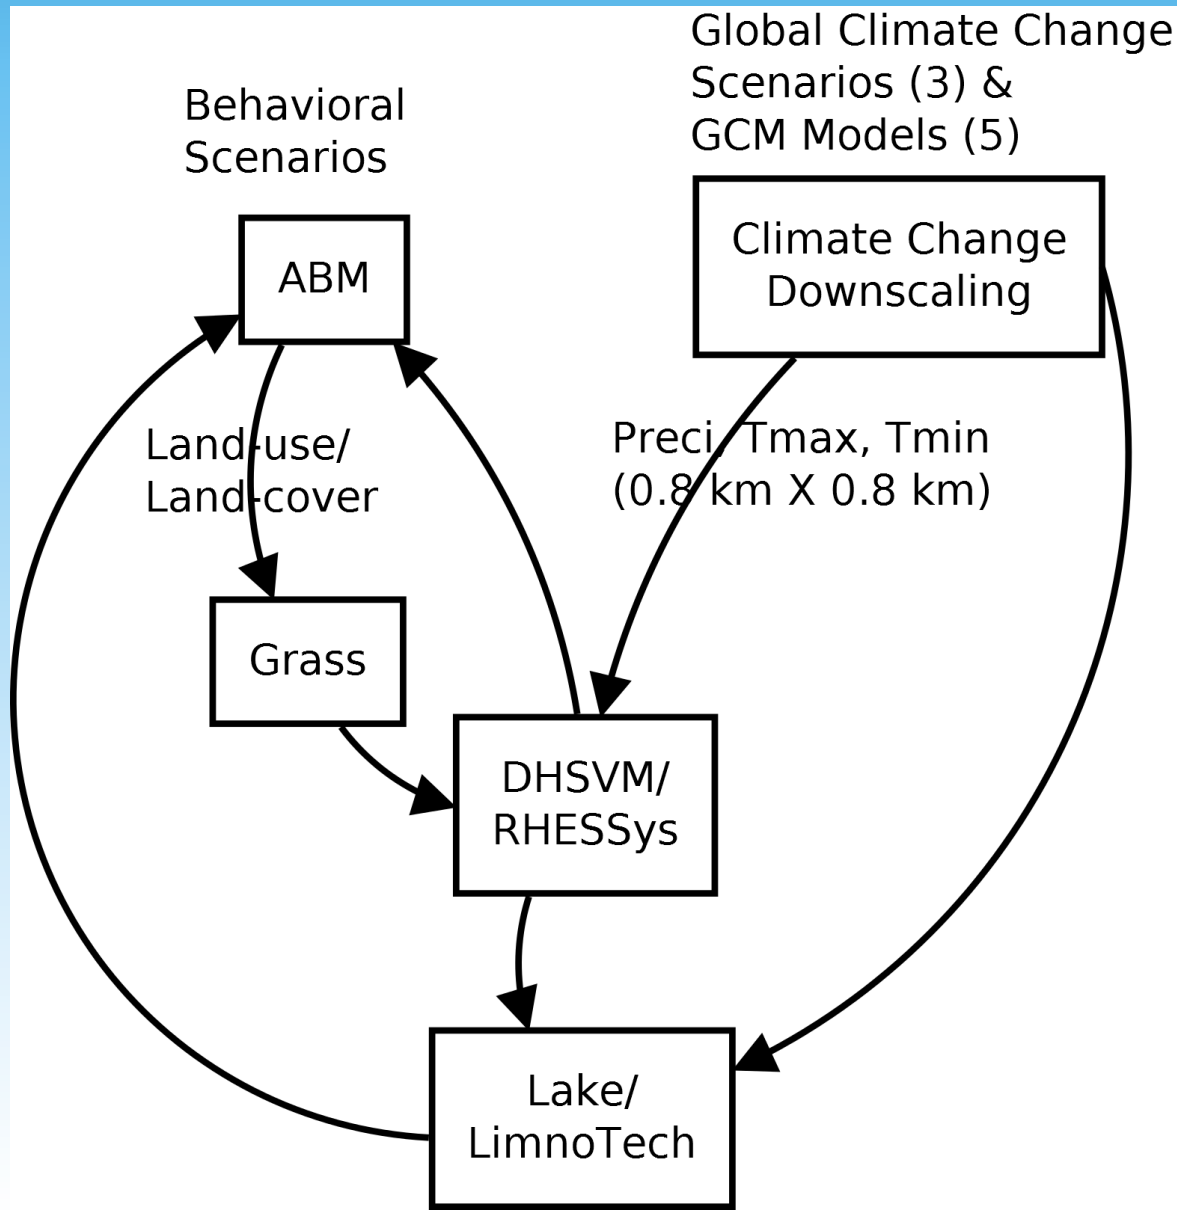 Global Climate Change
Scenarios (3) &
GCM Models (5)
Behavioral
Scenarios
Climate Change
Downscaling
ABM
Land-use/
Land-cover
Preci, Tmax, Tmin
(0.8 km X 0.8 km)
Grass
DHSVM/
RHESSys
Lake/
LimnoTech